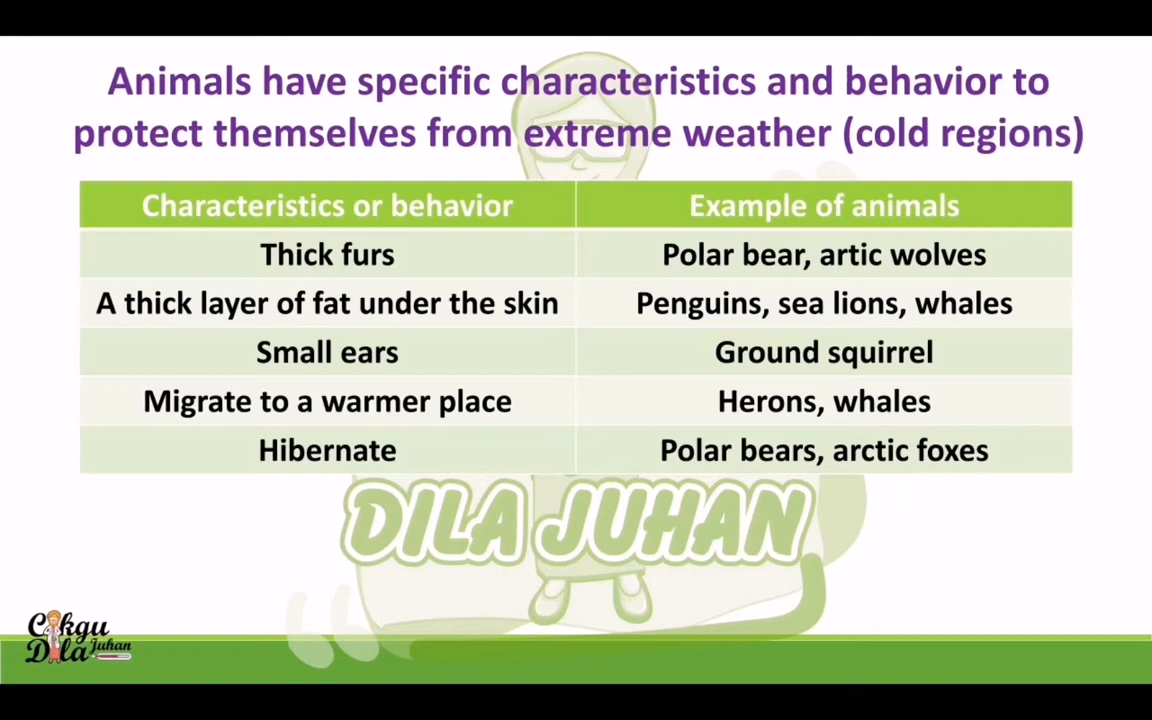 Animals have specific characteristics and behavior to
protect themselves from extreme weather (cold regions)
Characteristics or behavior Example of animals
Thick furs Polar bear, artic wolves
A thick layer of fat under the skin Penguins, sea lions, whales
Small ears Ground squirrel
Migrate to a warmer place Herons, whales
Hibernate Polar bears, arctic foxes
DILA JUHAN
Cikgu
Dila Juhan